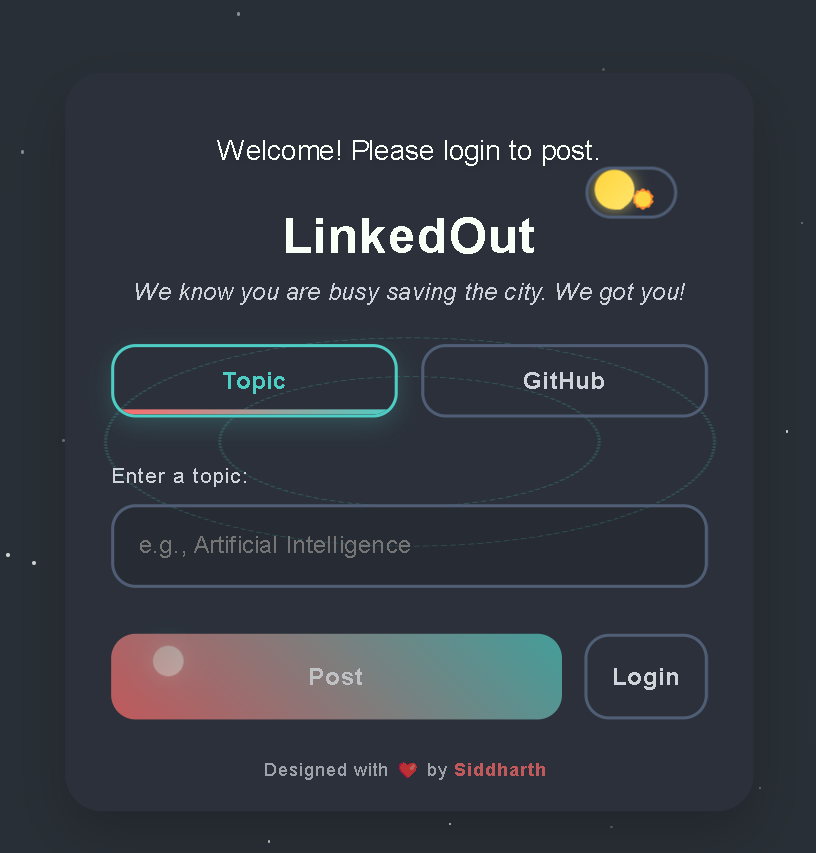 Welcome! Please login to post.
LinkedOut
We know you are busy saving the city. We got you!
Topic
GitHub
Enter a topic:
e.g., Artificial Intelligence
Post
Login
Designed with ❤️ by Siddharth